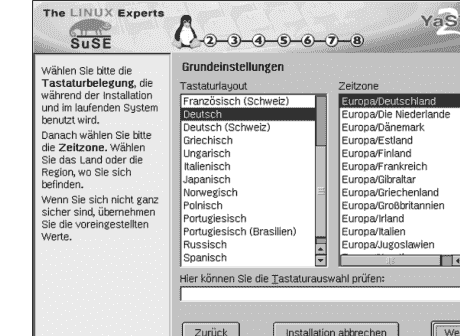 The LINUX Experts
SuSE
2 3 4 5 6 7 8
YaS
Wählen Sie bitte die
Tastaturbelegung, die
während der Installation
und im laufenden System
benutzt wird.
Danach wählen Sie bitte
die Zeitzone. Wählen
Sie das Land oder die
Region, wo Sie sich
befinden.
Wenn Sie sich nicht ganz
sicher sind, übernehmen
Sie die voreingestellten
Werte.
Grundeinstellungen
Tastaturlayout
Französisch (Schweiz)
Deutsch
Deutsch (Schweiz)
Griechisch
Ungarisch
Italienisch
Japanisch
Norwegisch
Polnisch
Portugiesisch
Portugiesisch (Brasilien)
Russisch
Spanisch
Zeitzone
Europa/Deutschland
Europa/Die Niederlande
Europa/Dänemark
Europa/Estland
Europa/Finland
Europa/Frankreich
Europa/Gibraltar
Europa/Griechenland
Europa/Großbritannien
Europa/Irland
Europa/Italien
Europa/Jugoslawien
Hier können Sie die Tastaturauswahl prüfen:
Zurück
Installation abbrechen
We